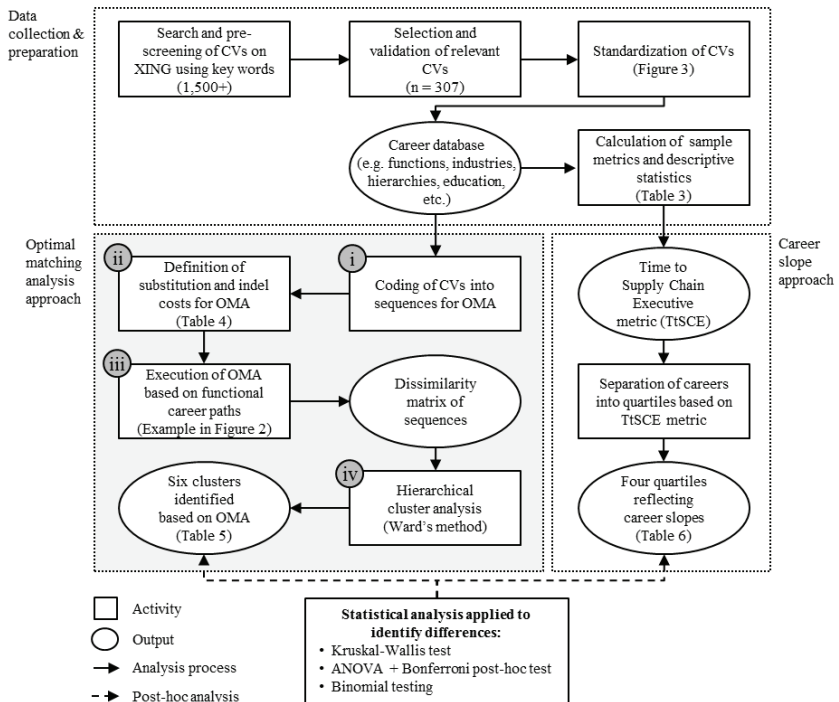 Data
collection &
preparation
Search and pre-
screening of CVs on
XING using key words
(1,500+)
Selection and
validation of relevant
CVs
(n = 307)
Standardization of CVs
(Figure 3)
Career database
(e.g. functions, industries,
hierarchies, education,
etc.)
Calculation of sample
metrics and descriptive
statistics
(Table 3)
Optimal
matching
analysis
approach
ii
Definition of
substitution and indel
costs for OMA
(Table 4)
i
Coding of CVs into
sequences for OMA
iii
Execution of OMA
based on functional
career paths
(Example in Figure 2)
Dissimilarity
matrix of
sequences
Six clusters
identified
based on OMA
(Table 5)
iv
Hierarchical
cluster analysis
(Ward's method)
Career
slope
approach
Time to
Supply Chain
Executive
metric (TtSCE)
Separation of careers
into quartiles based on
TtSCE metric
Four quartiles
reflecting
career slopes
(Table 6)
Activity
Output
Analysis process
Post-hoc analysis
Statistical analysis applied to
identify differences:
• Kruskal-Wallis test
• ANOVA + Bonferroni post-hoc test
• Binomial testing